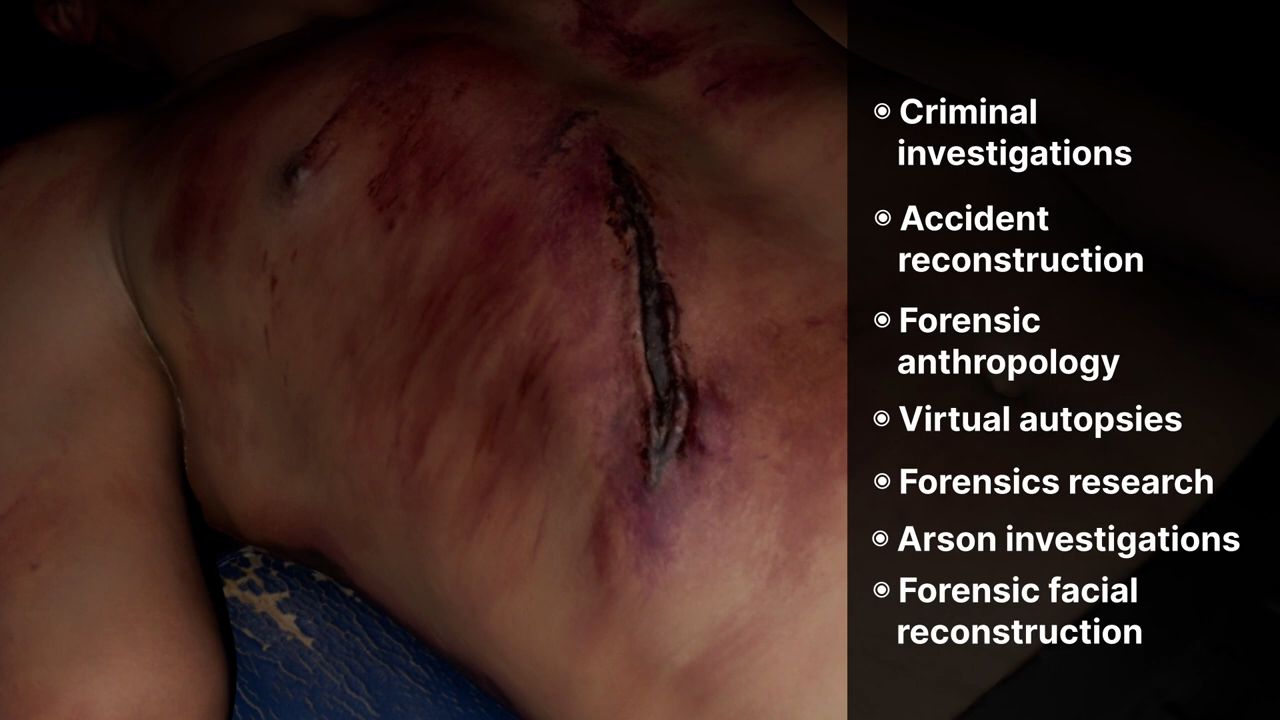 ◉ Criminal
investigations
◉ Accident
reconstruction
◉ Forensic
anthropology
◉ Virtual autopsies
◉ Forensics research
◉ Arson investigations
◉ Forensic facial
reconstruction